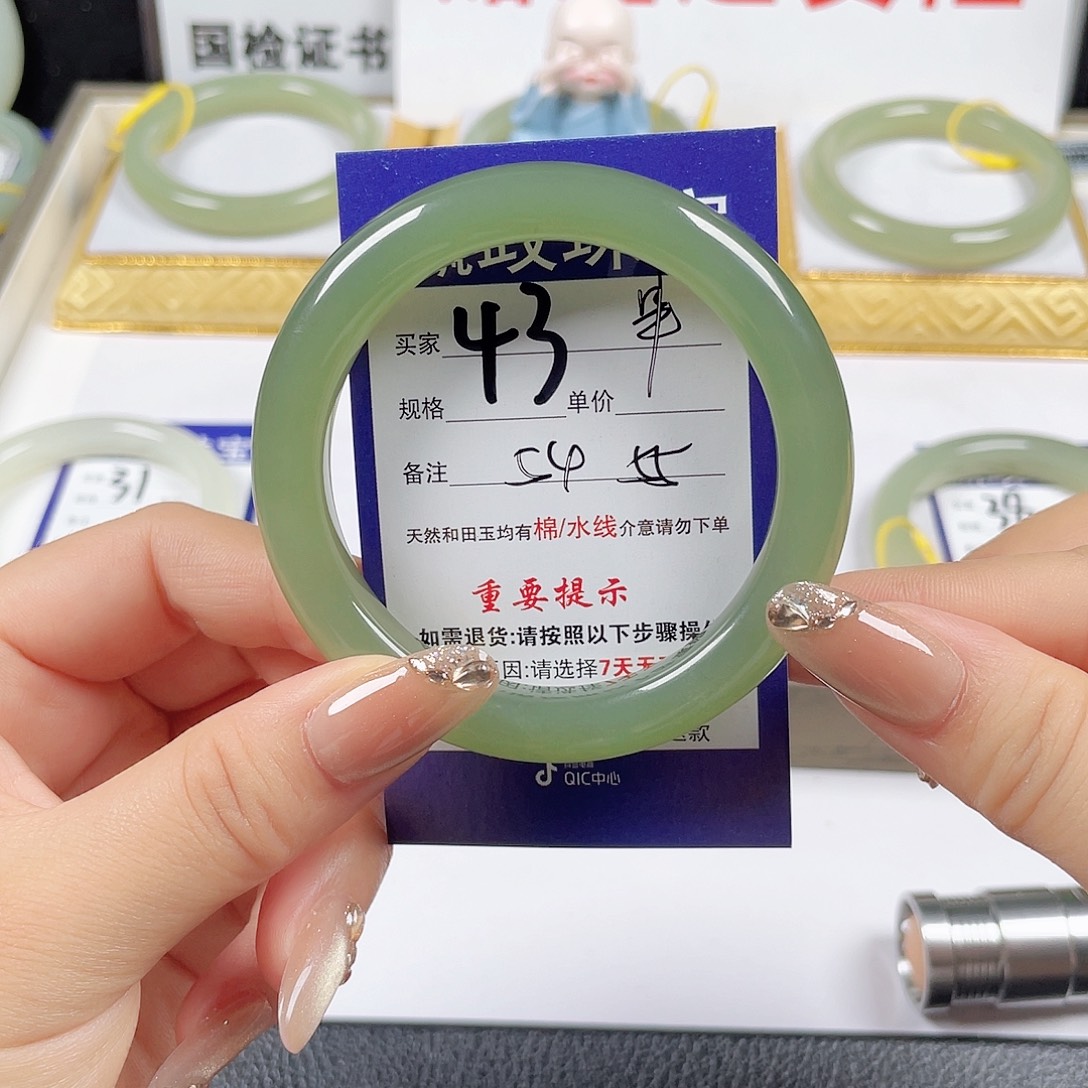 国检证书
买家 43
规格 单价
备注 54
天然和田玉均有棉/水线介意请勿下单
重要提示
如需退货:请按照以下步骤操
因:请选择7天无
款
QIC中心
31
39